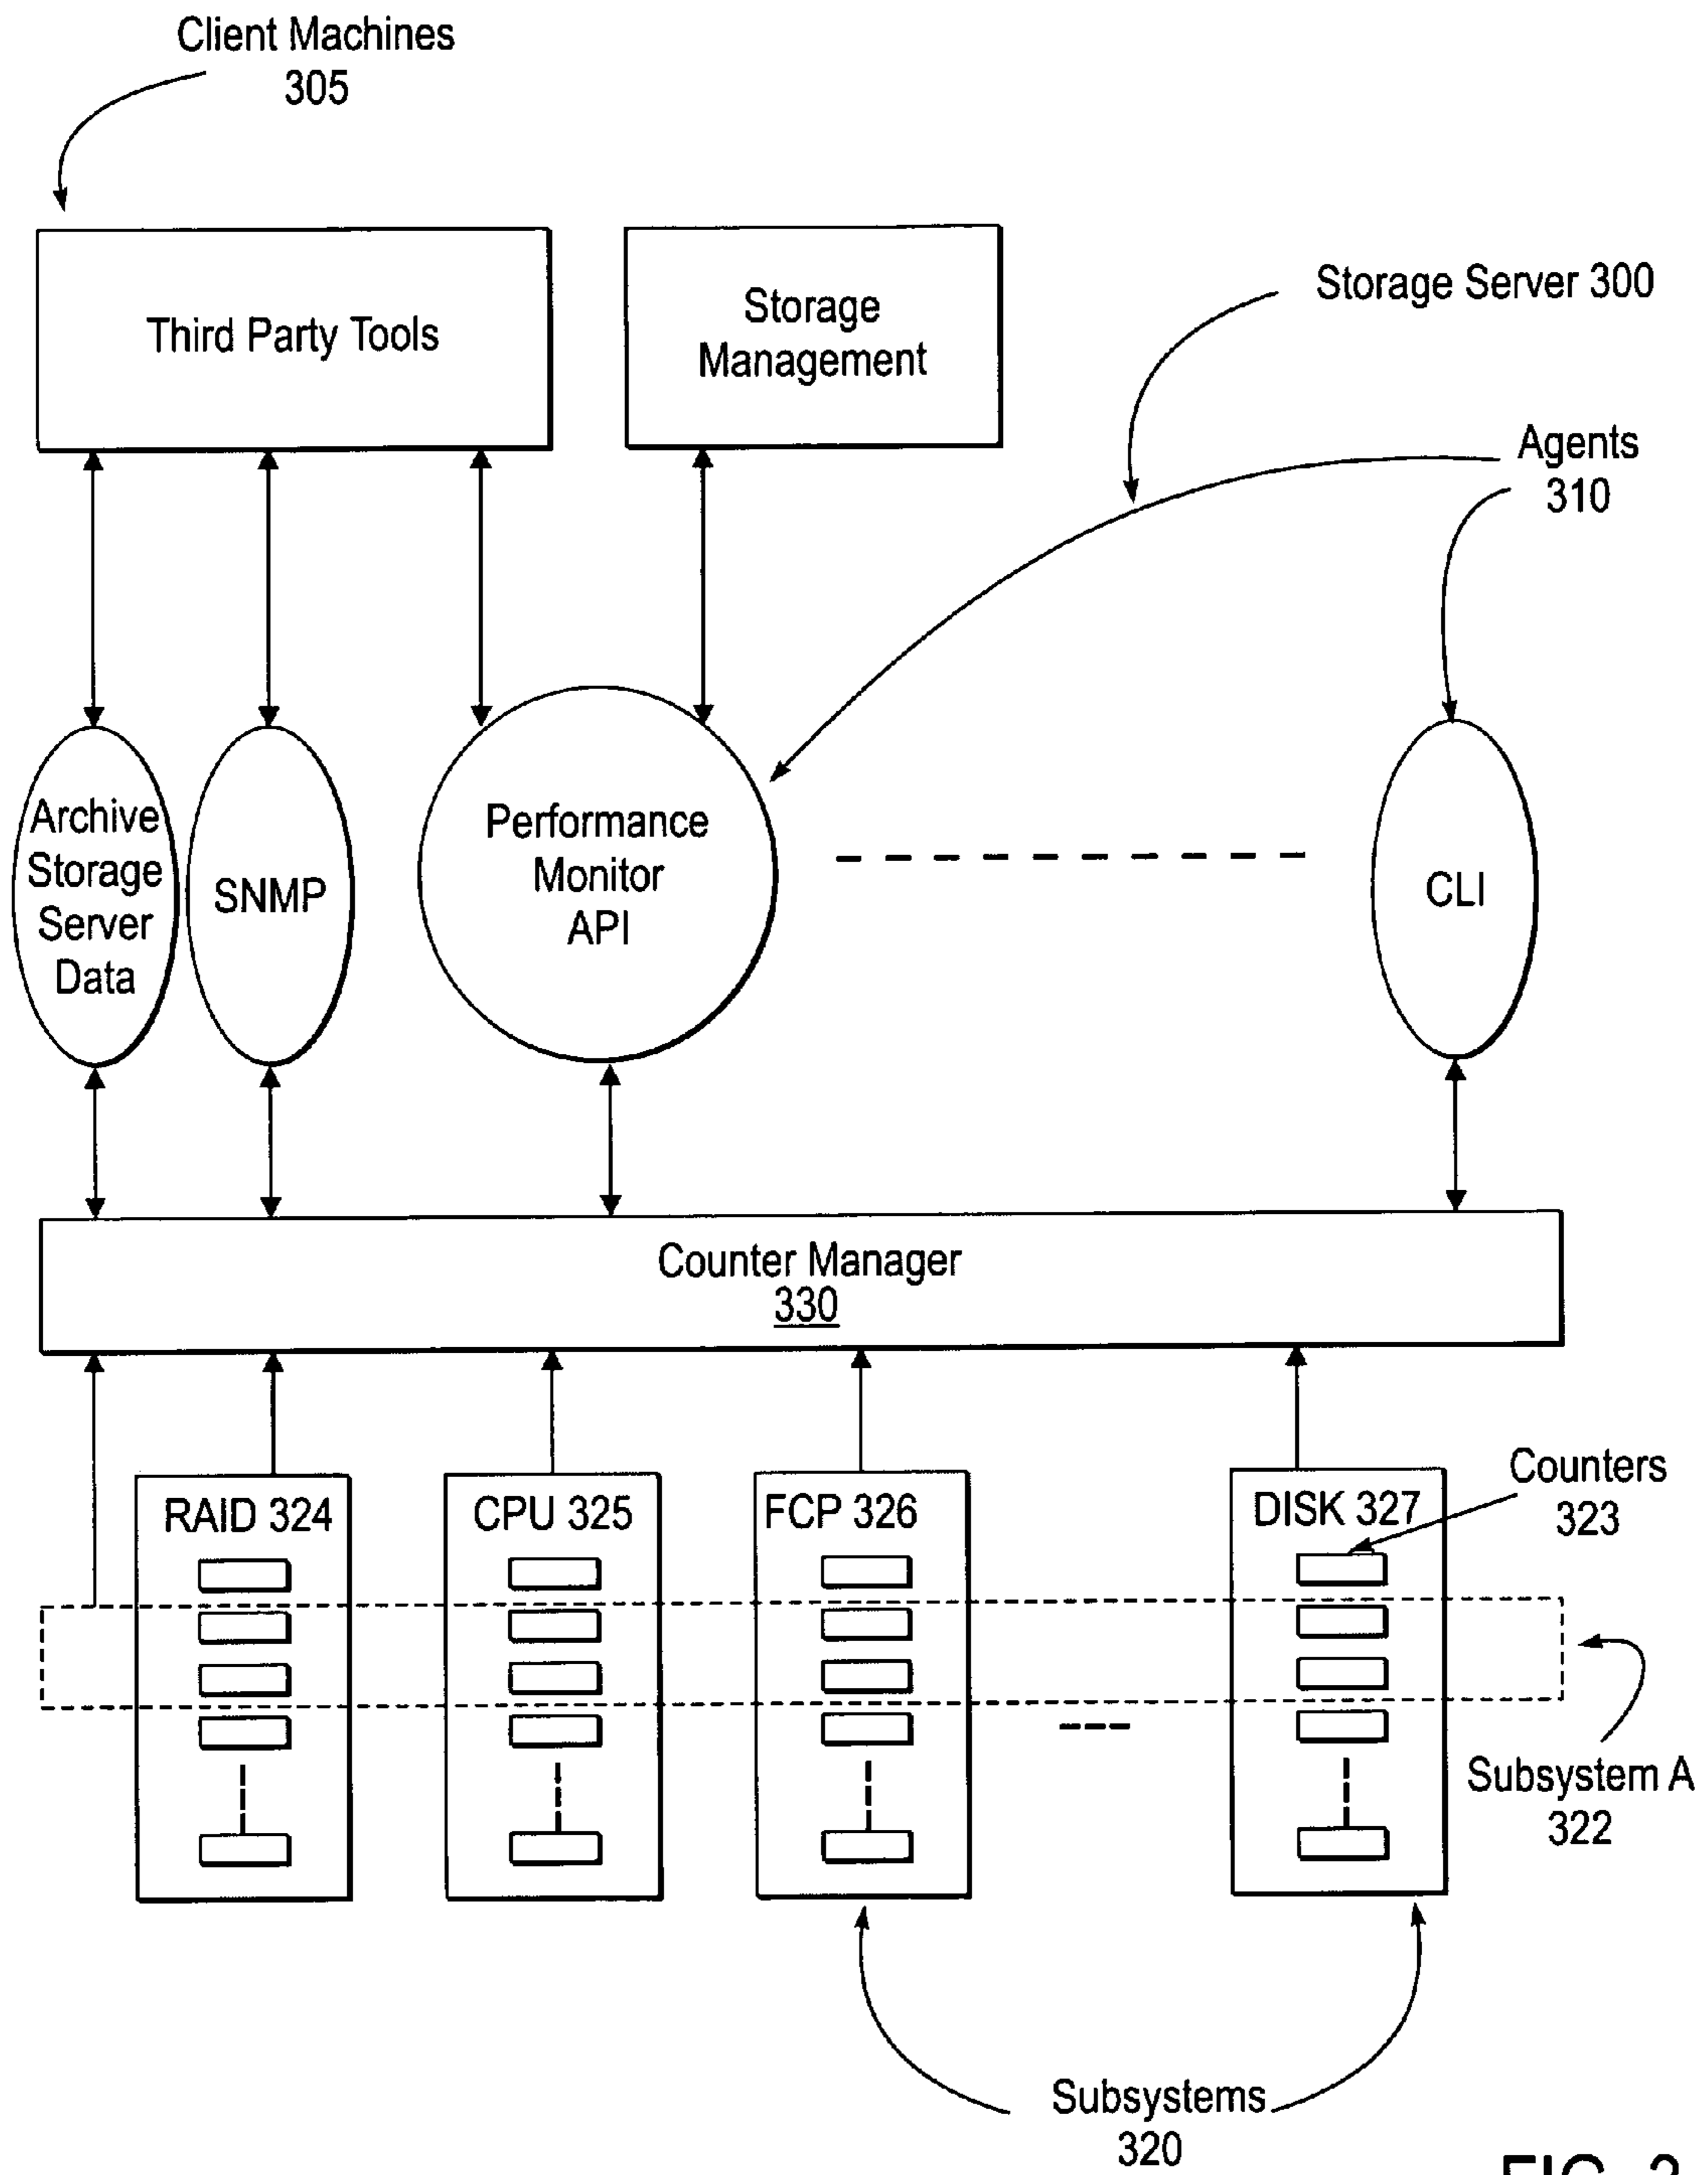 Client Machines
305
Third Party Tools
Storage
Management
Storage Server 300
Agents
310
Archive
Storage
Server
Data
SNMP
Performance
Monitor
API
CLI
Counter Manager
330
RAID 324
CPU 325
FCP 326
DISK 327
Counters
323
Subsystem A
322
Subsystems
320